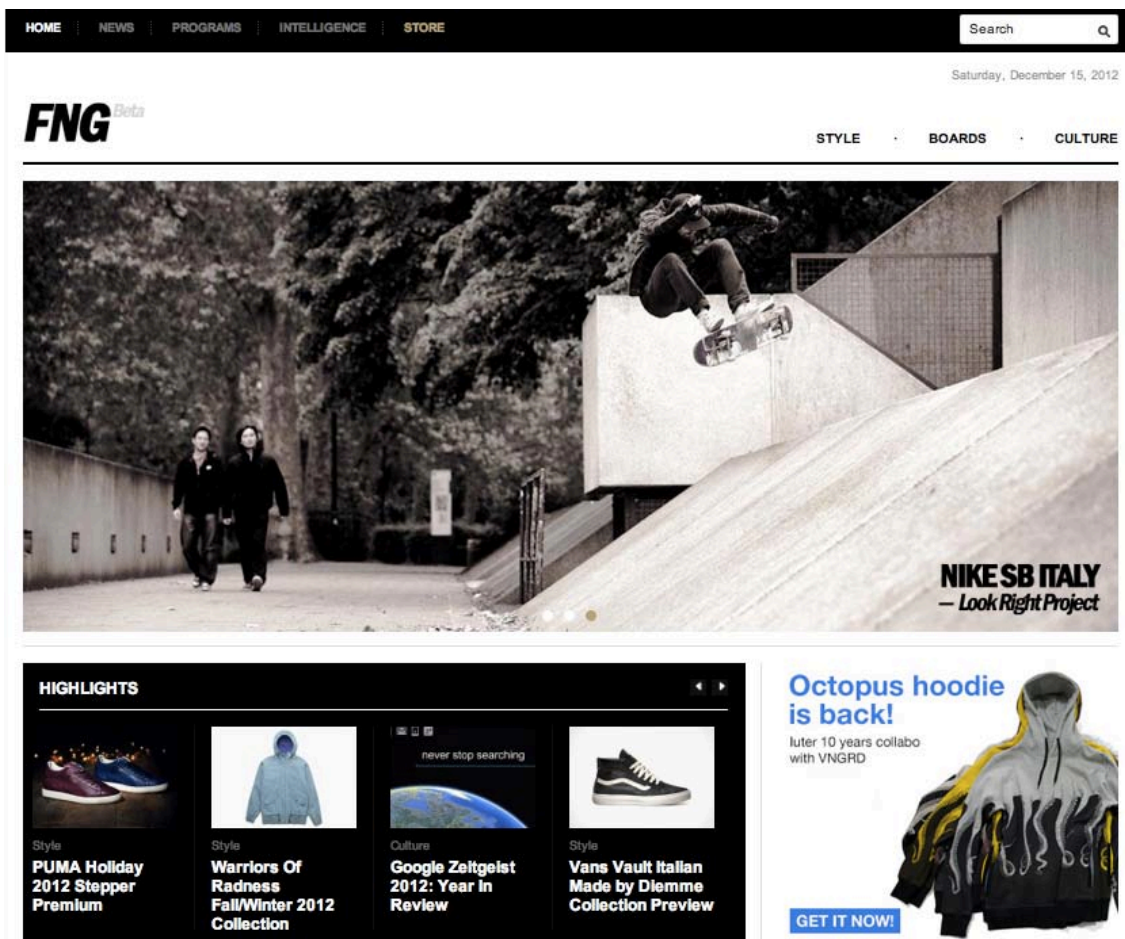 HOME NEWS PROGRAMS INTELLIGENCE STORE Search
Saturday, December 15, 2012
FNG Beta
STYLE · BOARDS · CULTURE
NIKE SB ITALY
— Look Right Project
HIGHLIGHTS
never stop searching
Style
PUMA Holiday
2012 Stepper
Premium
Style
Warriors Of
Radness
Fall/Winter 2012
Collection
Culture
Google Zeitgeist
2012: Year In
Review
Style
Vans Vault Italian
Made by Diemme
Collection Preview
Octopus hoodie
is back!
Iuter 10 years collabo
with VNGRD
GET IT NOW!